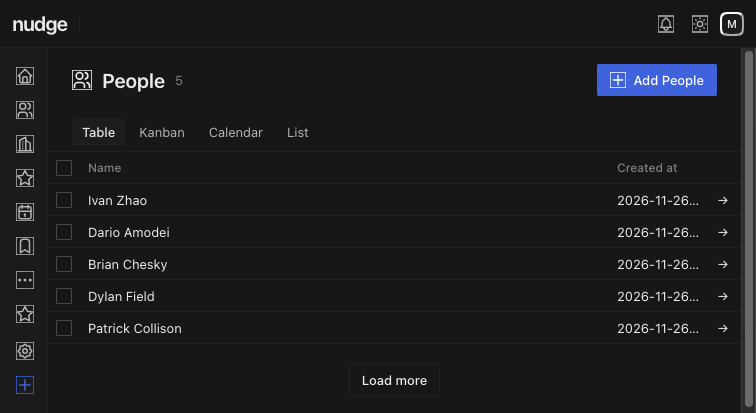 nudge
M
People 5
Add People
Table Kanban Calendar List
Name Created at
Ivan Zhao 2026-11-26...
Dario Amodei 2026-11-26...
Brian Chesky 2026-11-26...
Dylan Field 2026-11-26...
Patrick Collison 2026-11-26...
Load more